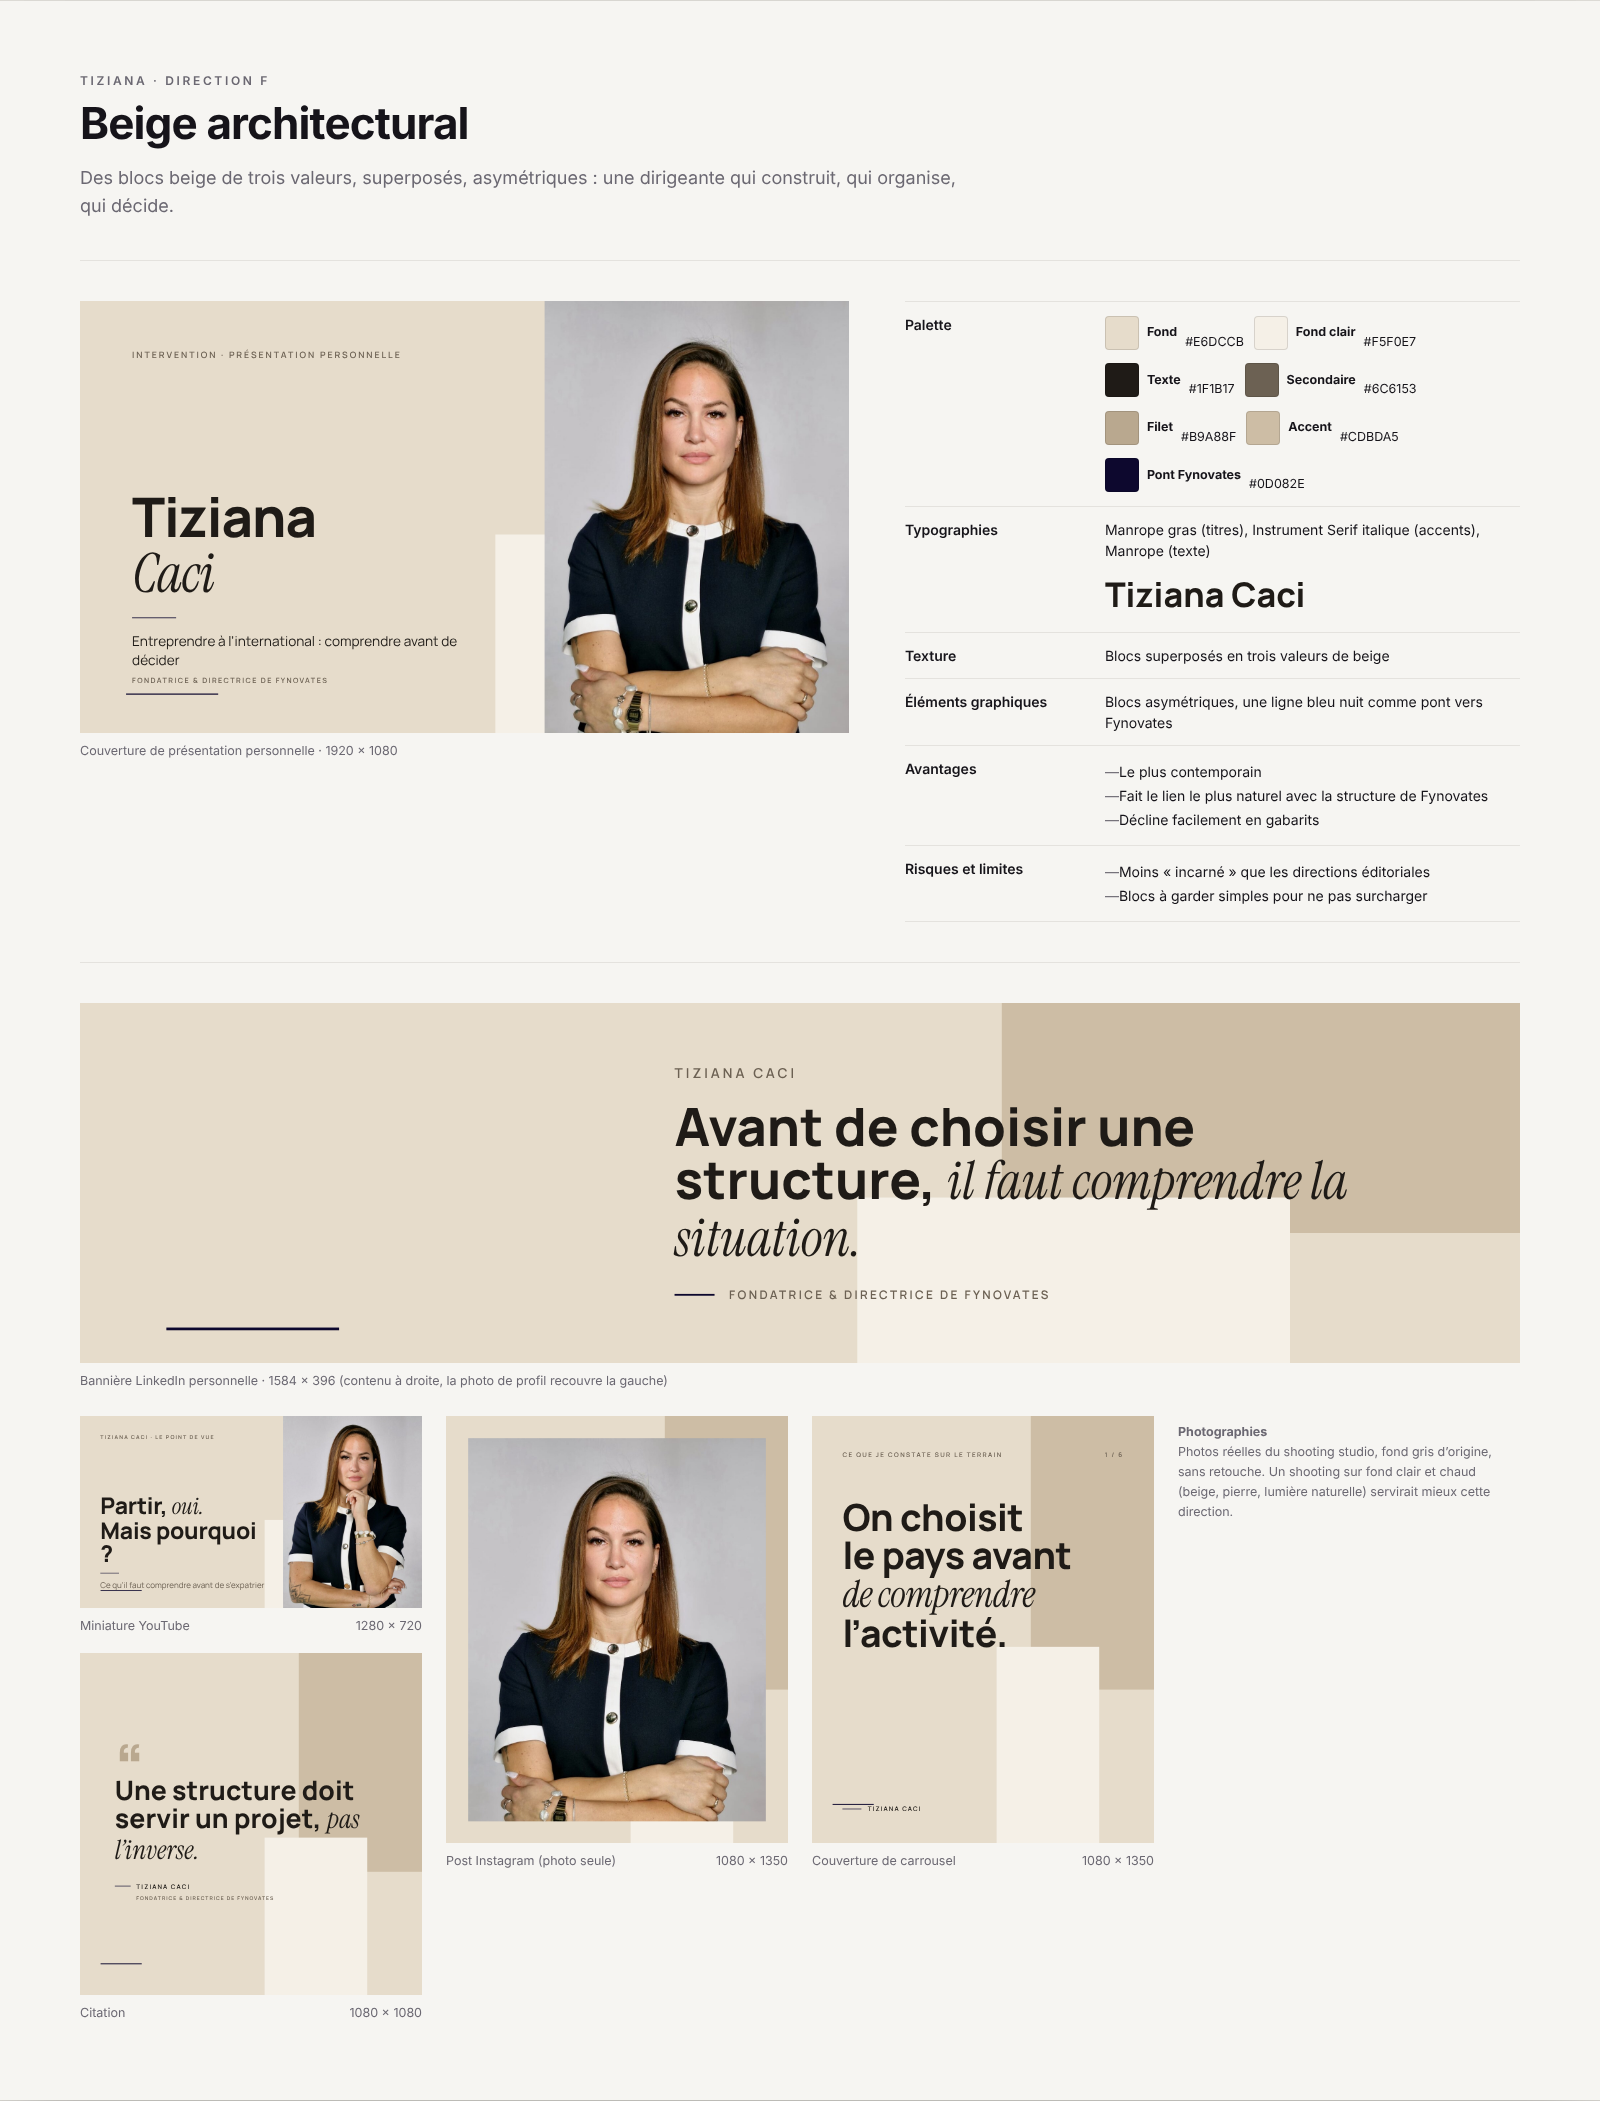 TIZIANA · DIRECTION F
Beige architectural
Des blocs beige de trois valeurs, superposés, asymétriques : une dirigeante qui construit, qui organise,
qui décide.
INTERVENTION · PRÉSENTATION PERSONNELLE
Tiziana
Caci
Entreprendre à l'international : comprendre avant de
décider
FONDATRICE & DIRECTRICE DE FYNOVATES
Couverture de présentation personnelle · 1920 × 1080
Palette
Fond #E6DCCB Fond clair #F5F0E7
Texte #1F1B17 Secondaire #6C6153
Filet #B9A88F Accent #CDBDA5
Pont Fynovates #0D082E
Typographies
Manrope gras (titres), Instrument Serif italique (accents),
Manrope (texte)
Tiziana Caci
Texture
Blocs superposés en trois valeurs de beige
Éléments graphiques
Blocs asymétriques, une ligne bleu nuit comme pont vers
Fynovates
Avantages
—Le plus contemporain
—Fait le lien le plus naturel avec la structure de Fynovates
—Décline facilement en gabarits
Risques et limites
—Moins « incarné » que les directions éditoriales
—Blocs à garder simples pour ne pas surcharger
TIZIANA CACI
Avant de choisir une
structure, il faut comprendre la
situation.
FONDATRICE & DIRECTRICE DE FYNOVATES
Bannière LinkedIn personnelle · 1584 × 396 (contenu à droite, la photo de profil recouvre la gauche)
TIZIANA CACI · LE POINT DE VUE
Partir, oui.
Mais pourquoi
?
Ce qu'il faut comprendre avant de s'expatrier
Miniature YouTube 1280 × 720
“
Une structure doit
servir un projet, pas
l’inverse.
TIZIANA CACI
FONDATRICE & DIRECTRICE DE FYNOVATES
Citation 1080 × 1080
Post Instagram (photo seule) 1080 × 1350
CE QUE JE CONSTATE SUR LE TERRAIN 1 / 6
On choisit
le pays avant
de comprendre
l’activité.
TIZIANA CACI
Couverture de carrousel 1080 × 1350
Photographies
Photos réelles du shooting studio, fond gris d’origine,
sans retouche. Un shooting sur fond clair et chaud
(beige, pierre, lumière naturelle) servirait mieux cette
direction.